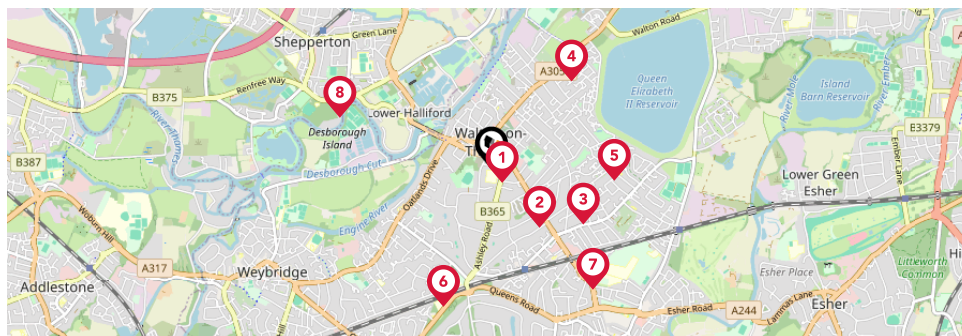 Shepperton
Green Lane
Walton Road
4
A305
Queen
Elizabeth
II Reservoir
River Mole
River Ember
Island
Barn Reservoir
Renfree Way
B375
8
Lower Halliford
River Thames
Desborough
Island
E3379
B387
1
5
Desborough Cut
Oatlands Drive
Lower Green
Esher
Ember Lane
2
3
B365
Engine River
Woburn Hill
A317
Ashley Road
7
Weybridge
6
Addlestone
Esher Place
Littleworth
Common
Queens Road
Esher Road
A244
Lammas Lane
Esher